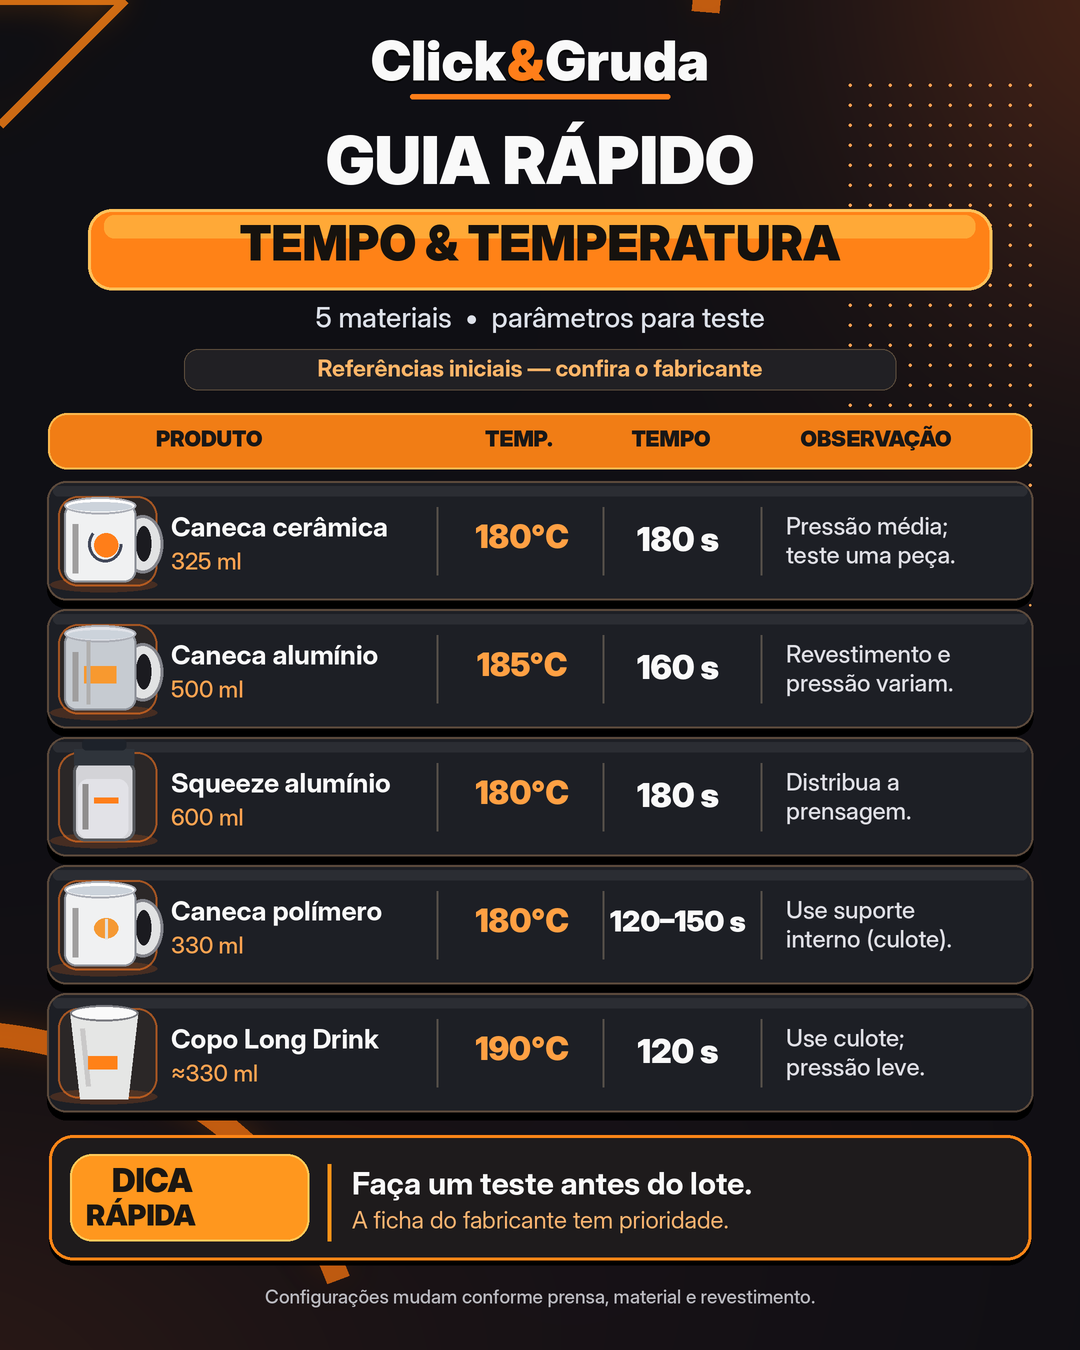 Click&Gruda
GUIA RÁPIDO
TEMPO & TEMPERATURA
5 materiais • parâmetros para teste
Referências iniciais — confira o fabricante
PRODUTO TEMP. TEMPO OBSERVAÇÃO
Caneca cerâmica
325 ml
180°C
180 s
Pressão média;
teste uma peça.
Caneca alumínio
500 ml
185°C
160 s
Revestimento e
pressão variam.
Squeeze alumínio
600 ml
180°C
180 s
Distribua a
prensagem.
Caneca polímero
330 ml
180°C
120–150 s
Use suporte
interno (culote).
Copo Long Drink
≈330 ml
190°C
120 s
Use culote;
pressão leve.
DICA
RÁPIDA
Faça um teste antes do lote.
A ficha do fabricante tem prioridade.
Configurações mudam conforme prensa, material e revestimento.